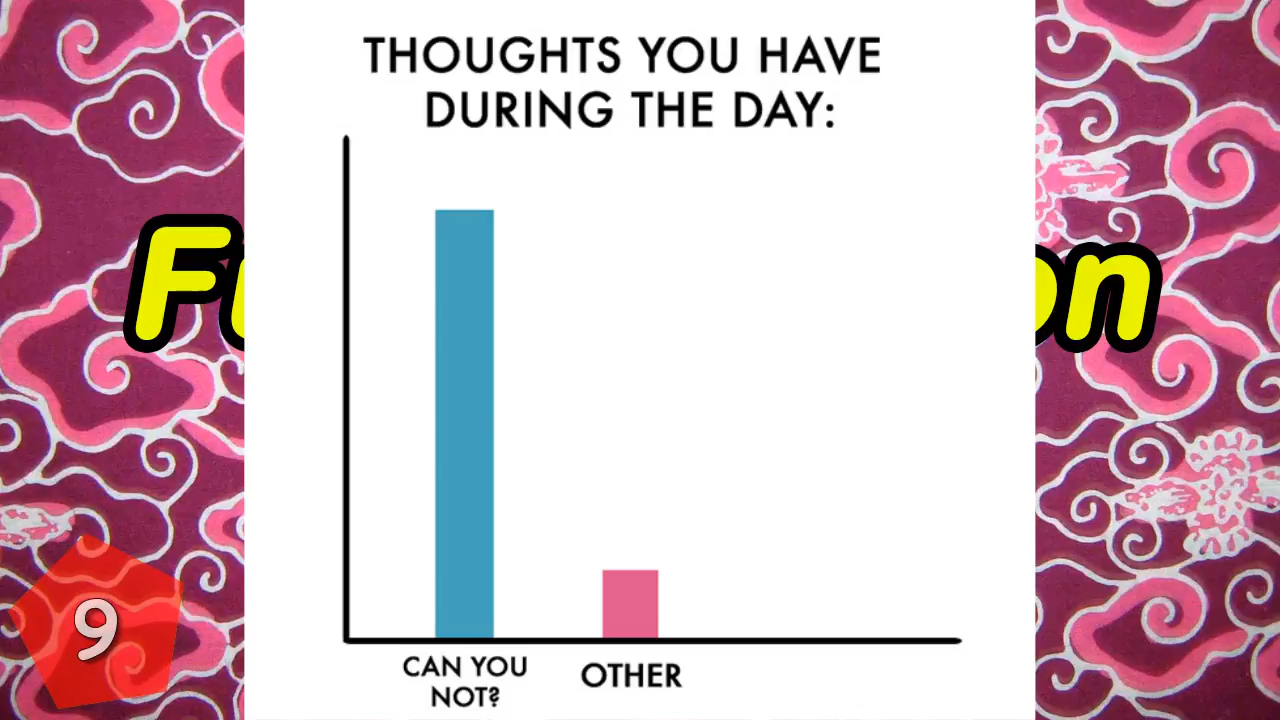 THOUGHTS YOU HAVE
DURING THE DAY:
CAN YOU
NOT?
OTHER
9